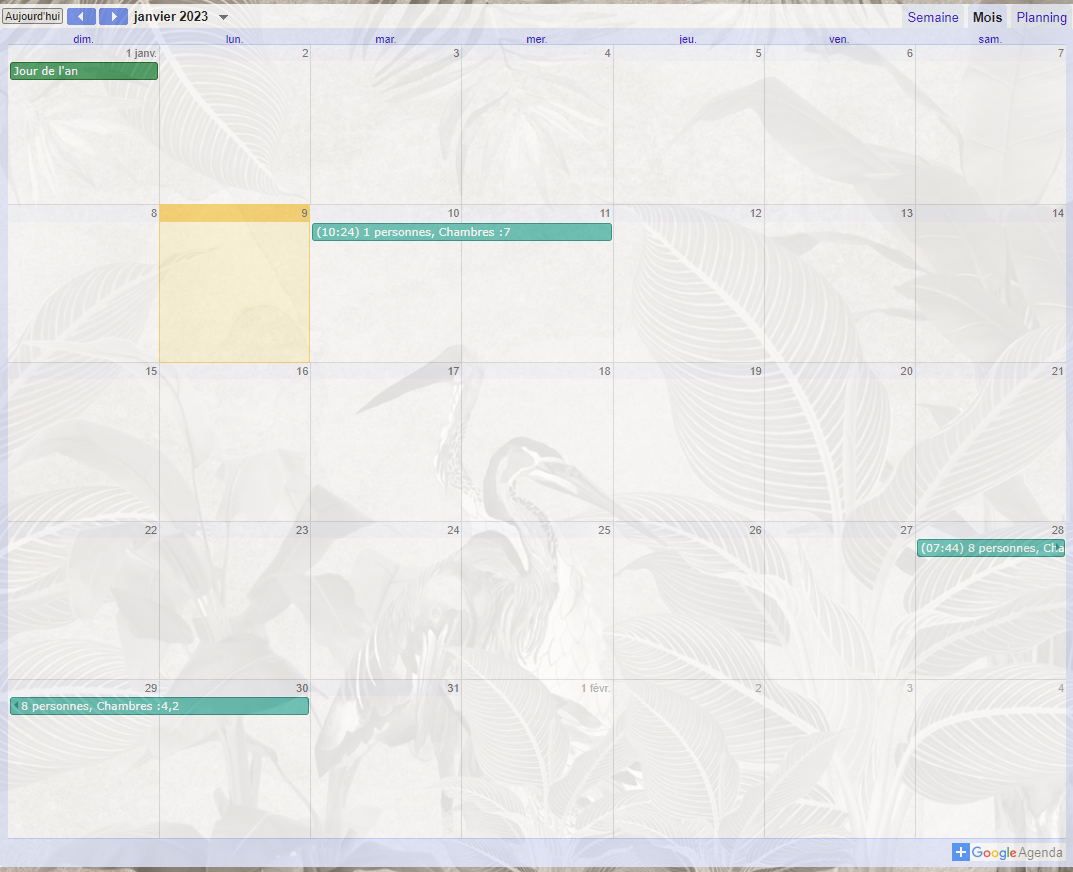 Aujourd'hui janvier 2023 Semaine Mois Planning
dim. lun. mar. mer. jeu. ven. sam.
1 janv. 2 3 4 5 6 7
Jour de l'an
8 9 10 11 12 13 14
(10:24) 1 personnes, Chambres :7
15 16 17 18 19 20 21
22 23 24 25 26 27 28
(07:44) 8 personnes, Cha
29 30 31 1 févr. 2 3 4
8 personnes, Chambres :4,2
Google Agenda